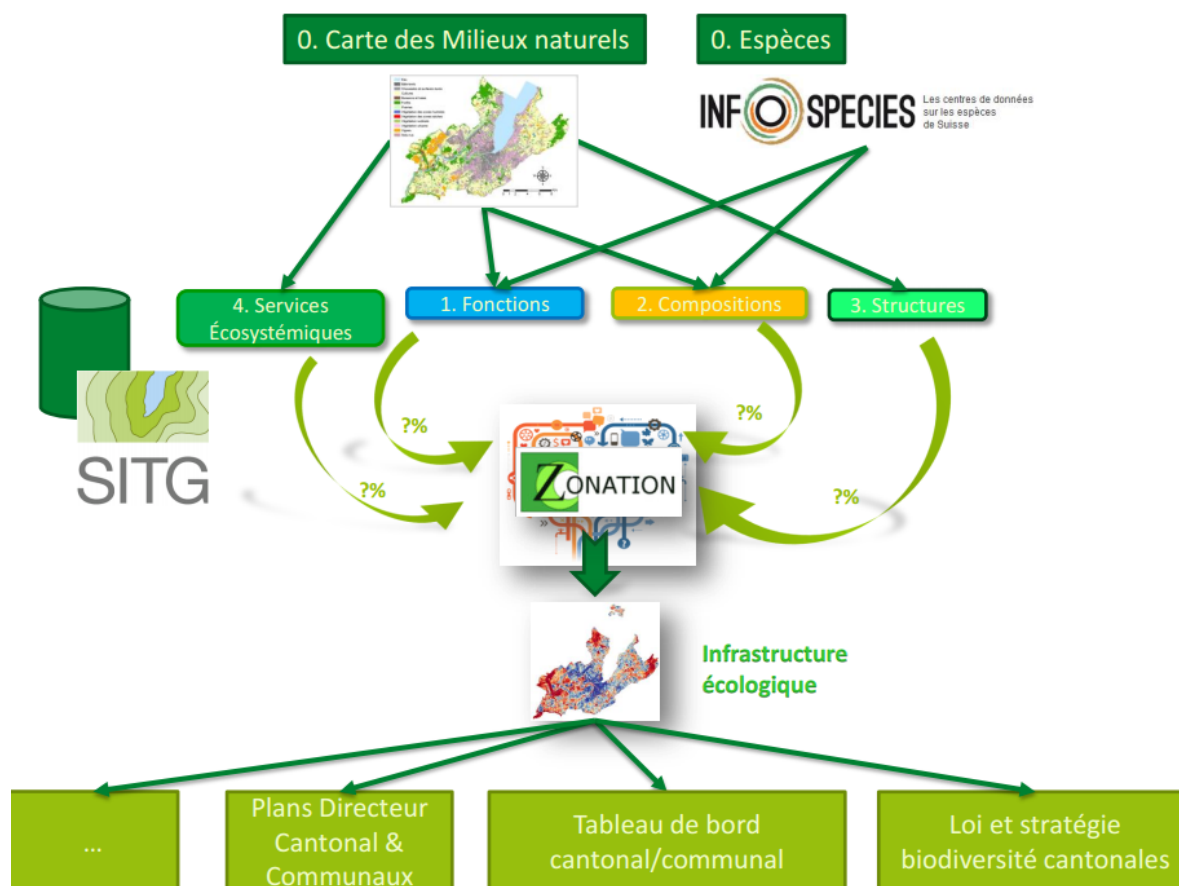 0. Carte des Milieux naturels
0. Espèces
INFO SPECIES
Les centres de données
sur les espèces
de Suisse
4. Services
Écosystémiques
1. Fonctions
2. Compositions
3. Structures
?%
?%
?%
?%
SITG
ZONATION
Infrastructure
écologique
...
Plans Directeur
Cantonal &
Communaux
Tableau de bord
cantonal/communal
Loi et stratégie
biodiversité cantonales